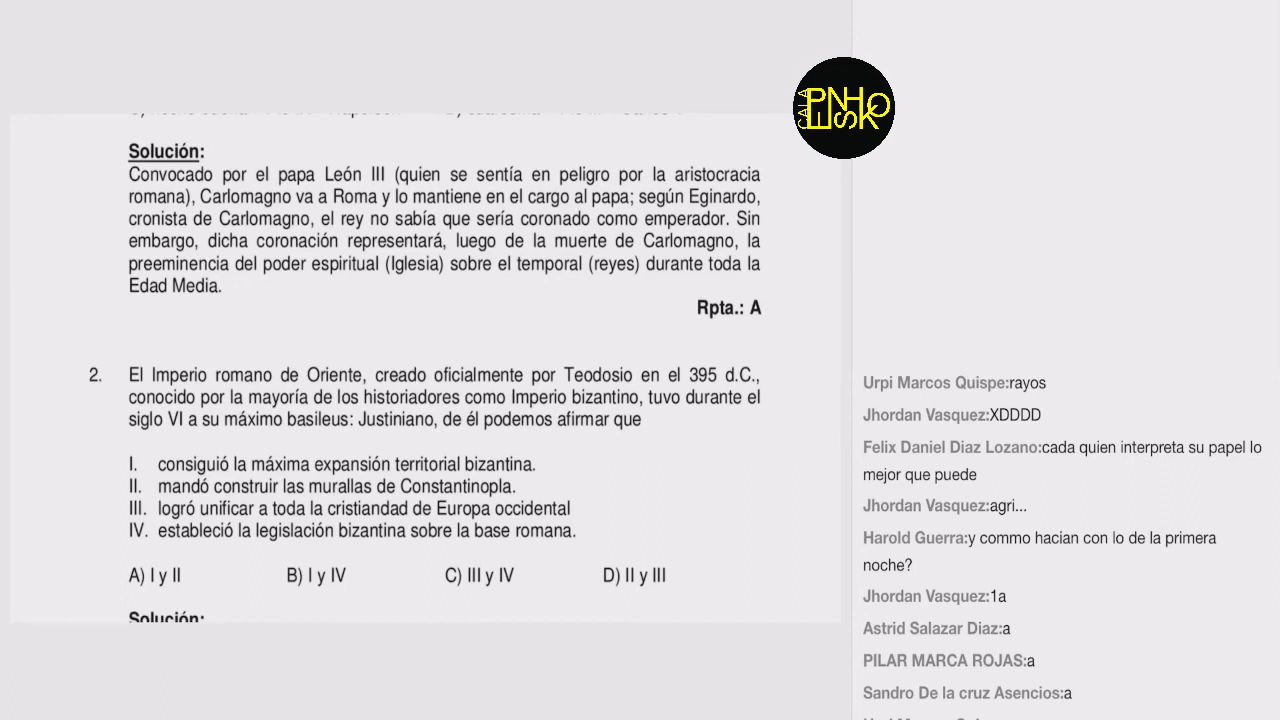 Solución:
Convocado por el papa León III (quien se sentía en peligro por la aristocracia
romana), Carlomagno va a Roma y lo mantiene en el cargo al papa; según Eginardo,
cronista de Carlomagno, el rey no sabía que sería coronado como emperador. Sin
embargo, dicha coronación representará, luego de la muerte de Carlomagno, la
preeminencia del poder espiritual (Iglesia) sobre el temporal (reyes) durante toda la
Edad Media.
Rpta.: A
2. El Imperio romano de Oriente, creado oficialmente por Teodosio en el 395 d.C.,
conocido por la mayoría de los historiadores como Imperio bizantino, tuvo durante el
siglo VI a su máximo basileus: Justiniano, de él podemos afirmar que
I. consiguió la máxima expansión territorial bizantina.
II. mandó construir las murallas de Constantinopla.
III. logró unificar a toda la cristiandad de Europa occidental
IV. estableció la legislación bizantina sobre la base romana.
A) I y II B) I y IV C) III y IV D) II y III
Solución:
Urpi Marcos Quispe:rayos
Jhordan Vasquez:XDDDD
Felix Daniel Diaz Lozano:cada quien interpreta su papel lo
mejor que puede
Jhordan Vasquez:agri...
Harold Guerra:y commo hacian con lo de la primera
noche?
Jhordan Vasquez:1a
Astrid Salazar Diaz:a
PILAR MARCA ROJAS:a
Sandro De la cruz Asencios:a